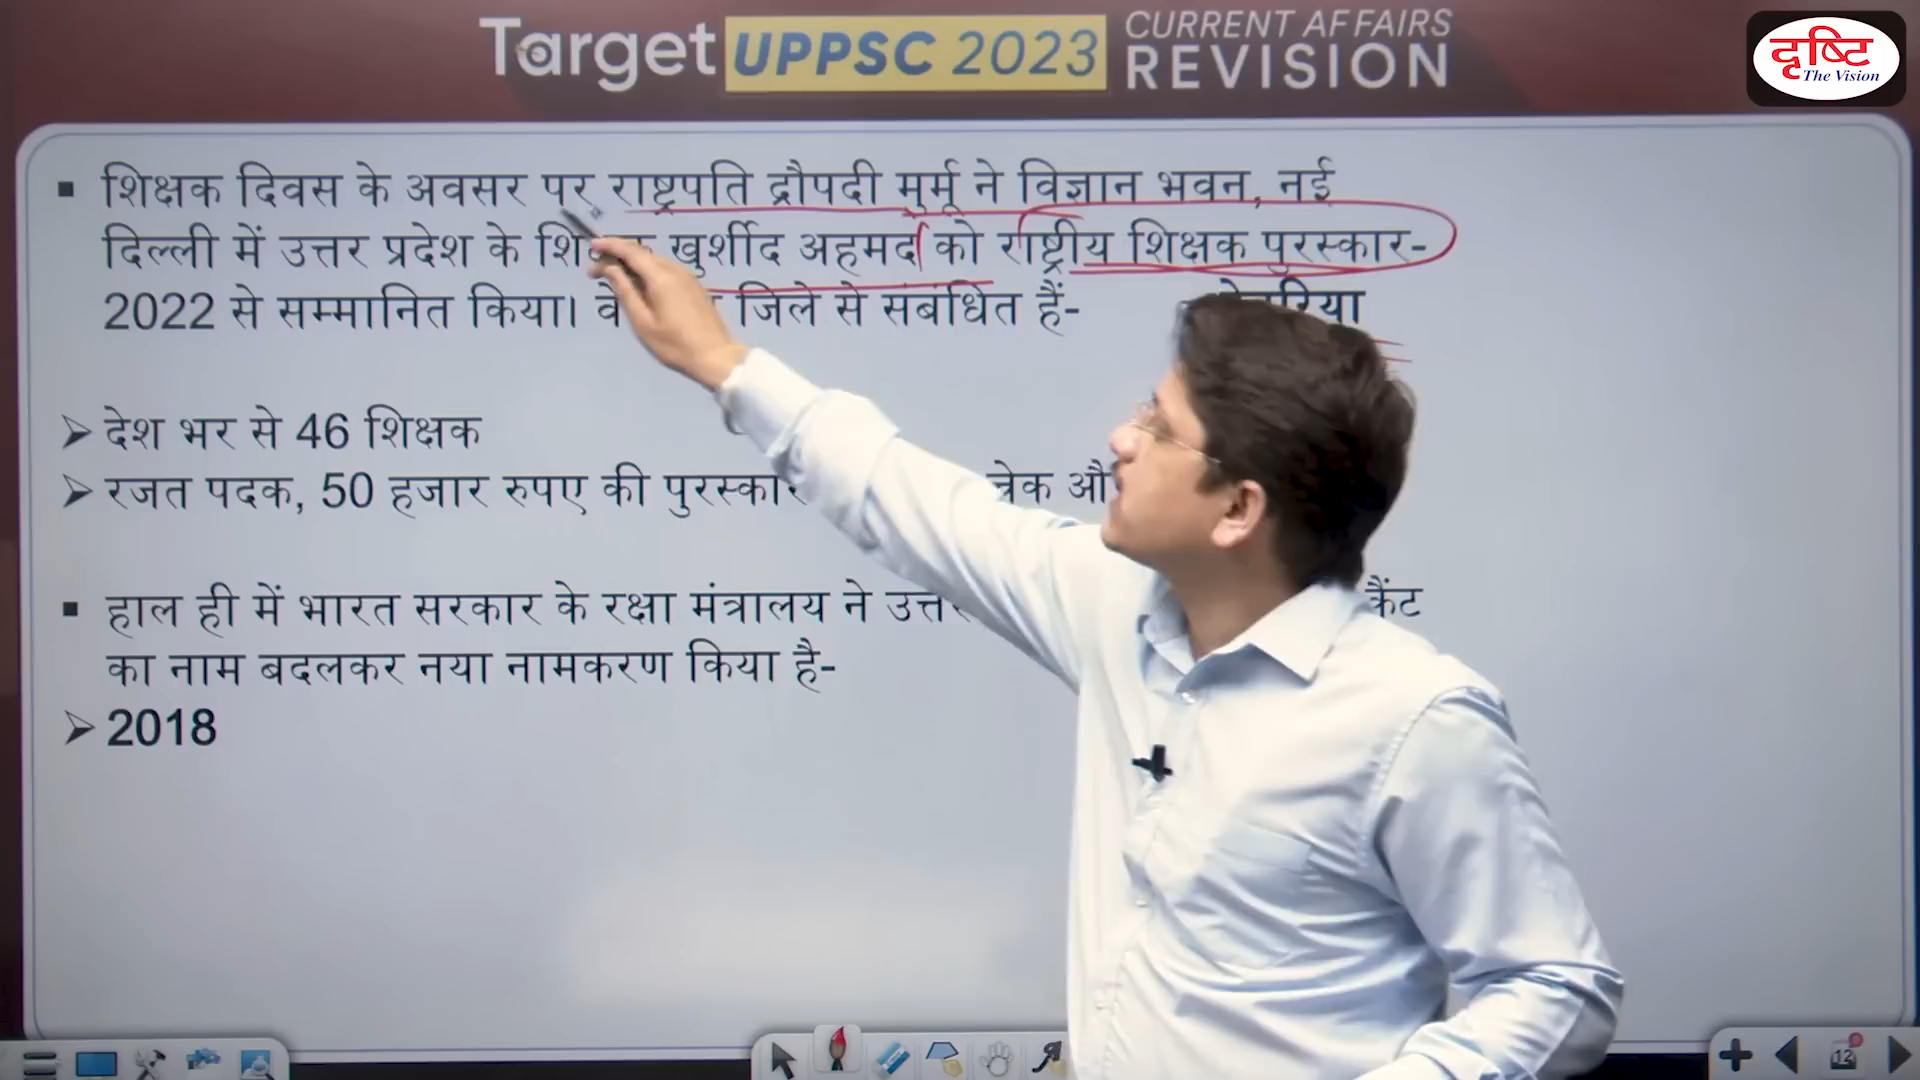 Target UPPSC 2023 CURRENT AFFAIRS
REVISION
दृष्टि
The Vision
शिक्षक दिवस के अवसर पर राष्ट्रपति द्रौपदी मुर्मू ने विज्ञान भवन, नई
दिल्ली में उत्तर प्रदेश के खुर्शीद अहमद को राष्ट्रीय शिक्षक पुरस्कार-
2022 से सम्मानित किया। वे जिले से संबंधित हैं-
देश भर से 46 शिक्षक
रजत पदक, 50 हजार रुपए की पुरस्कार
हाल ही में भारत सरकार के रक्षा मंत्रालय ने कैंट
का नाम बदलकर नया नामकरण किया है-
2018
12